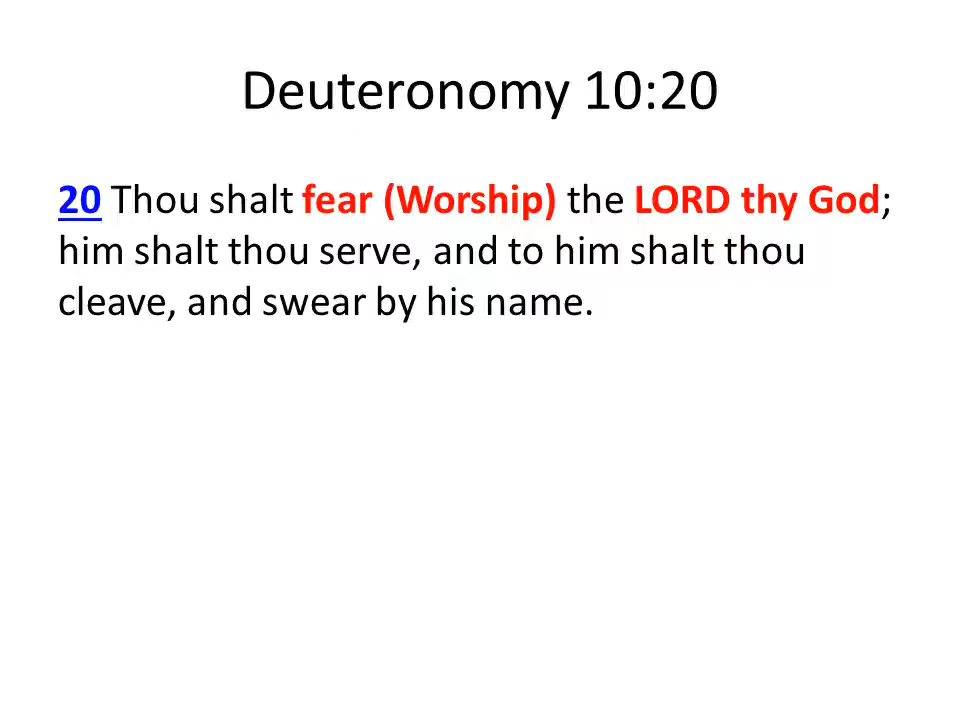 Deuteronomy 10:20
20 Thou shalt fear (Worship) the LORD thy God;
him shalt thou serve, and to him shalt thou
cleave, and swear by his name.